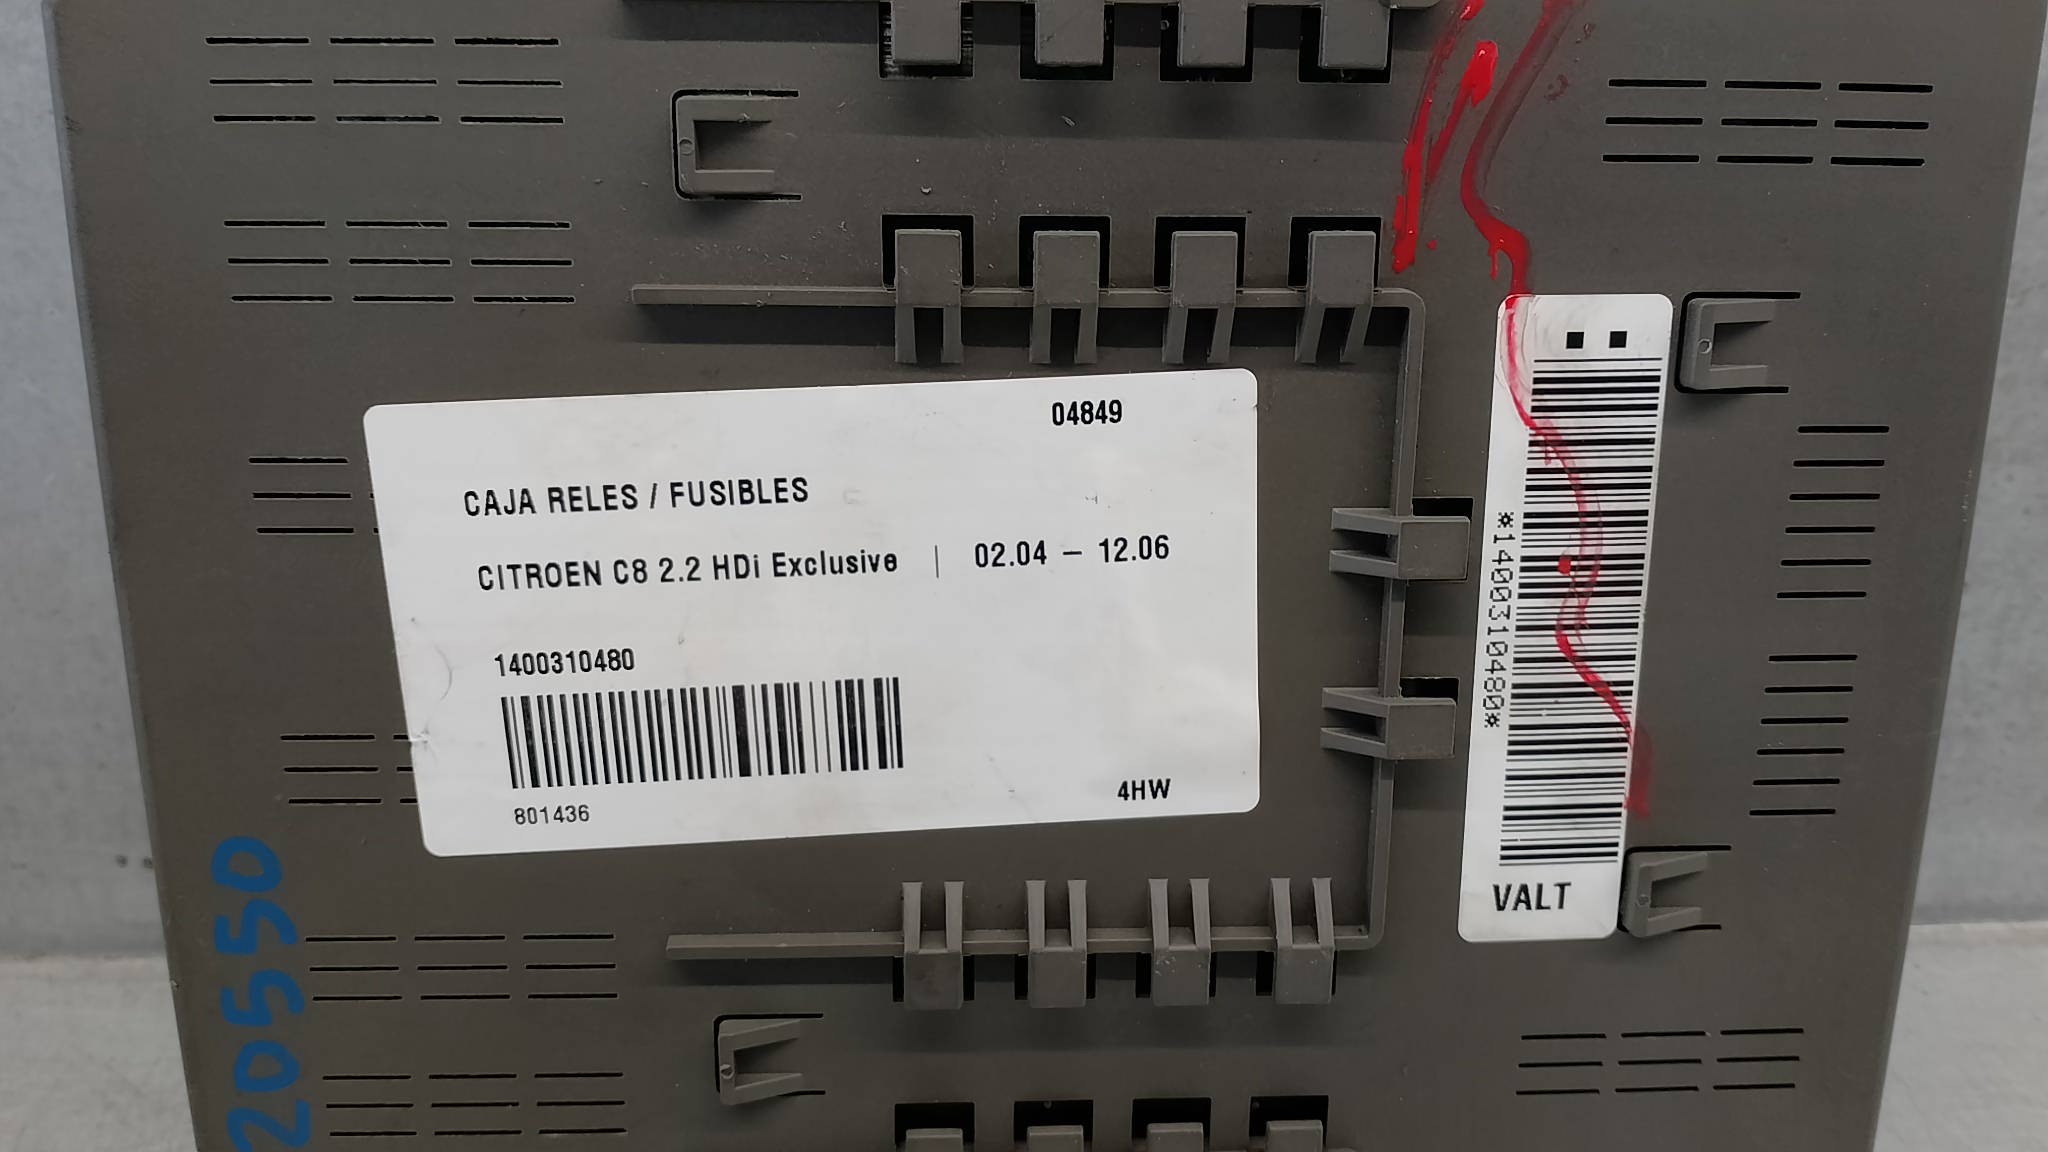 04849
CAJA RELES / FUSIBLES
CITROEN C8 2.2 HDi Exclusive | 02.04 – 12.06
1400310480
801436
4HW
*1400310480*
VALT
20550